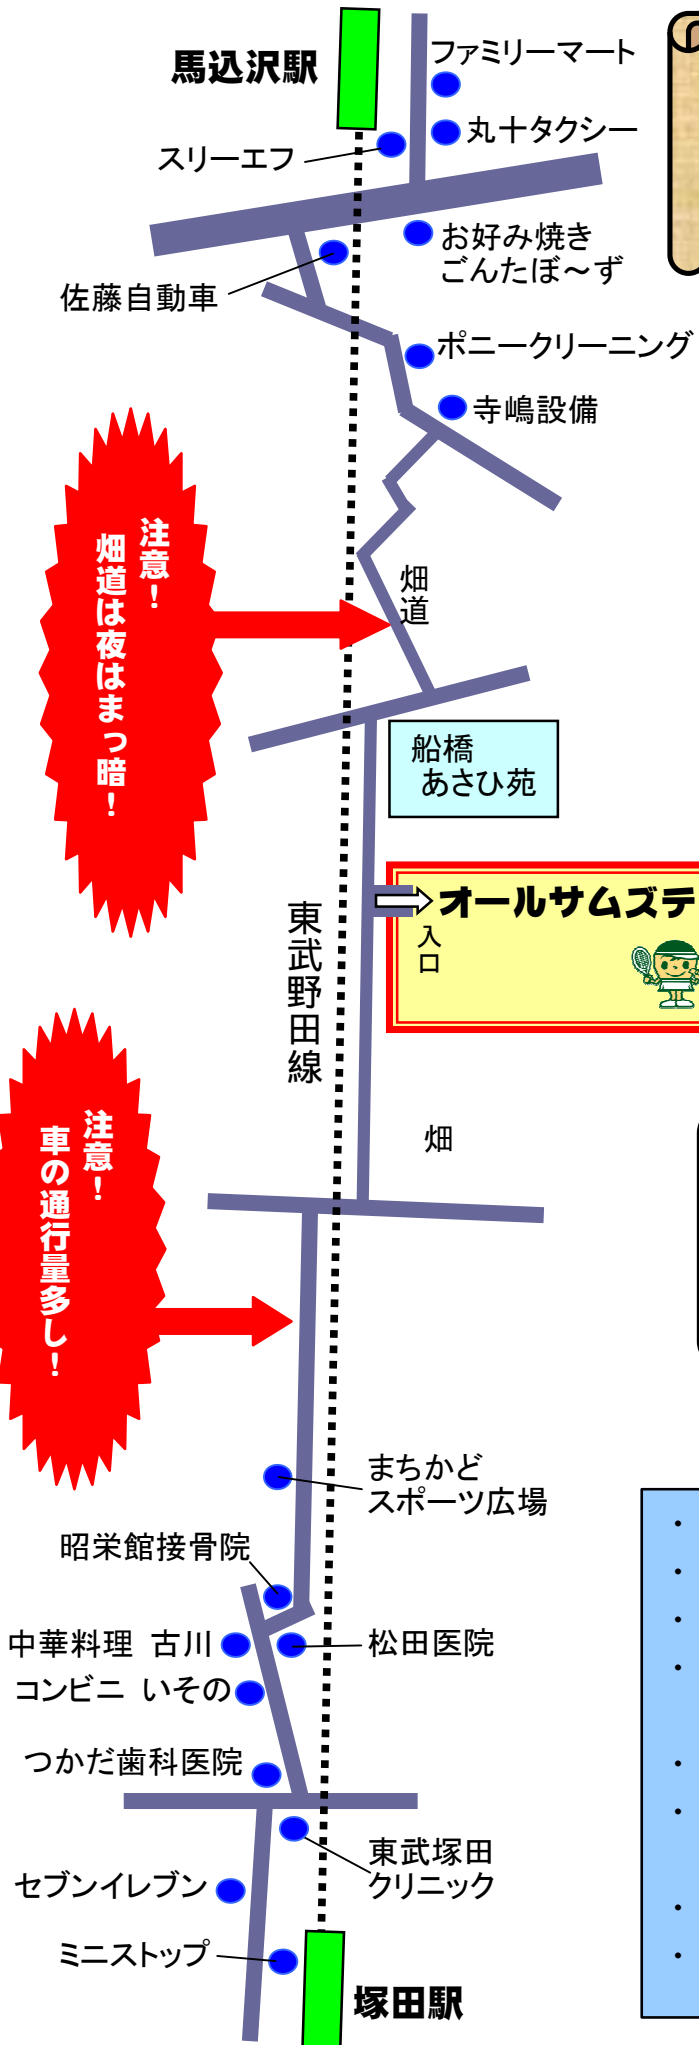 馬込沢駅
ファミリーマート
丸十タクシー
スリーエフ
お好み焼き
ごんたぼ～ず
佐藤自動車
ポニークリーニング
寺嶋設備
注意！
畑道は夜はまっ暗！
畑道
船橋
あさひ苑
オールサムズテ
入口
東武野田線
畑
注意！
車の通行量多し！
まちかど
スポーツ広場
昭栄館接骨院
中華料理 古川
松田医院
コンビニ いその
つかだ歯科医院
東武塚田
クリニック
セブンイレブン
ミニストップ
塚田駅